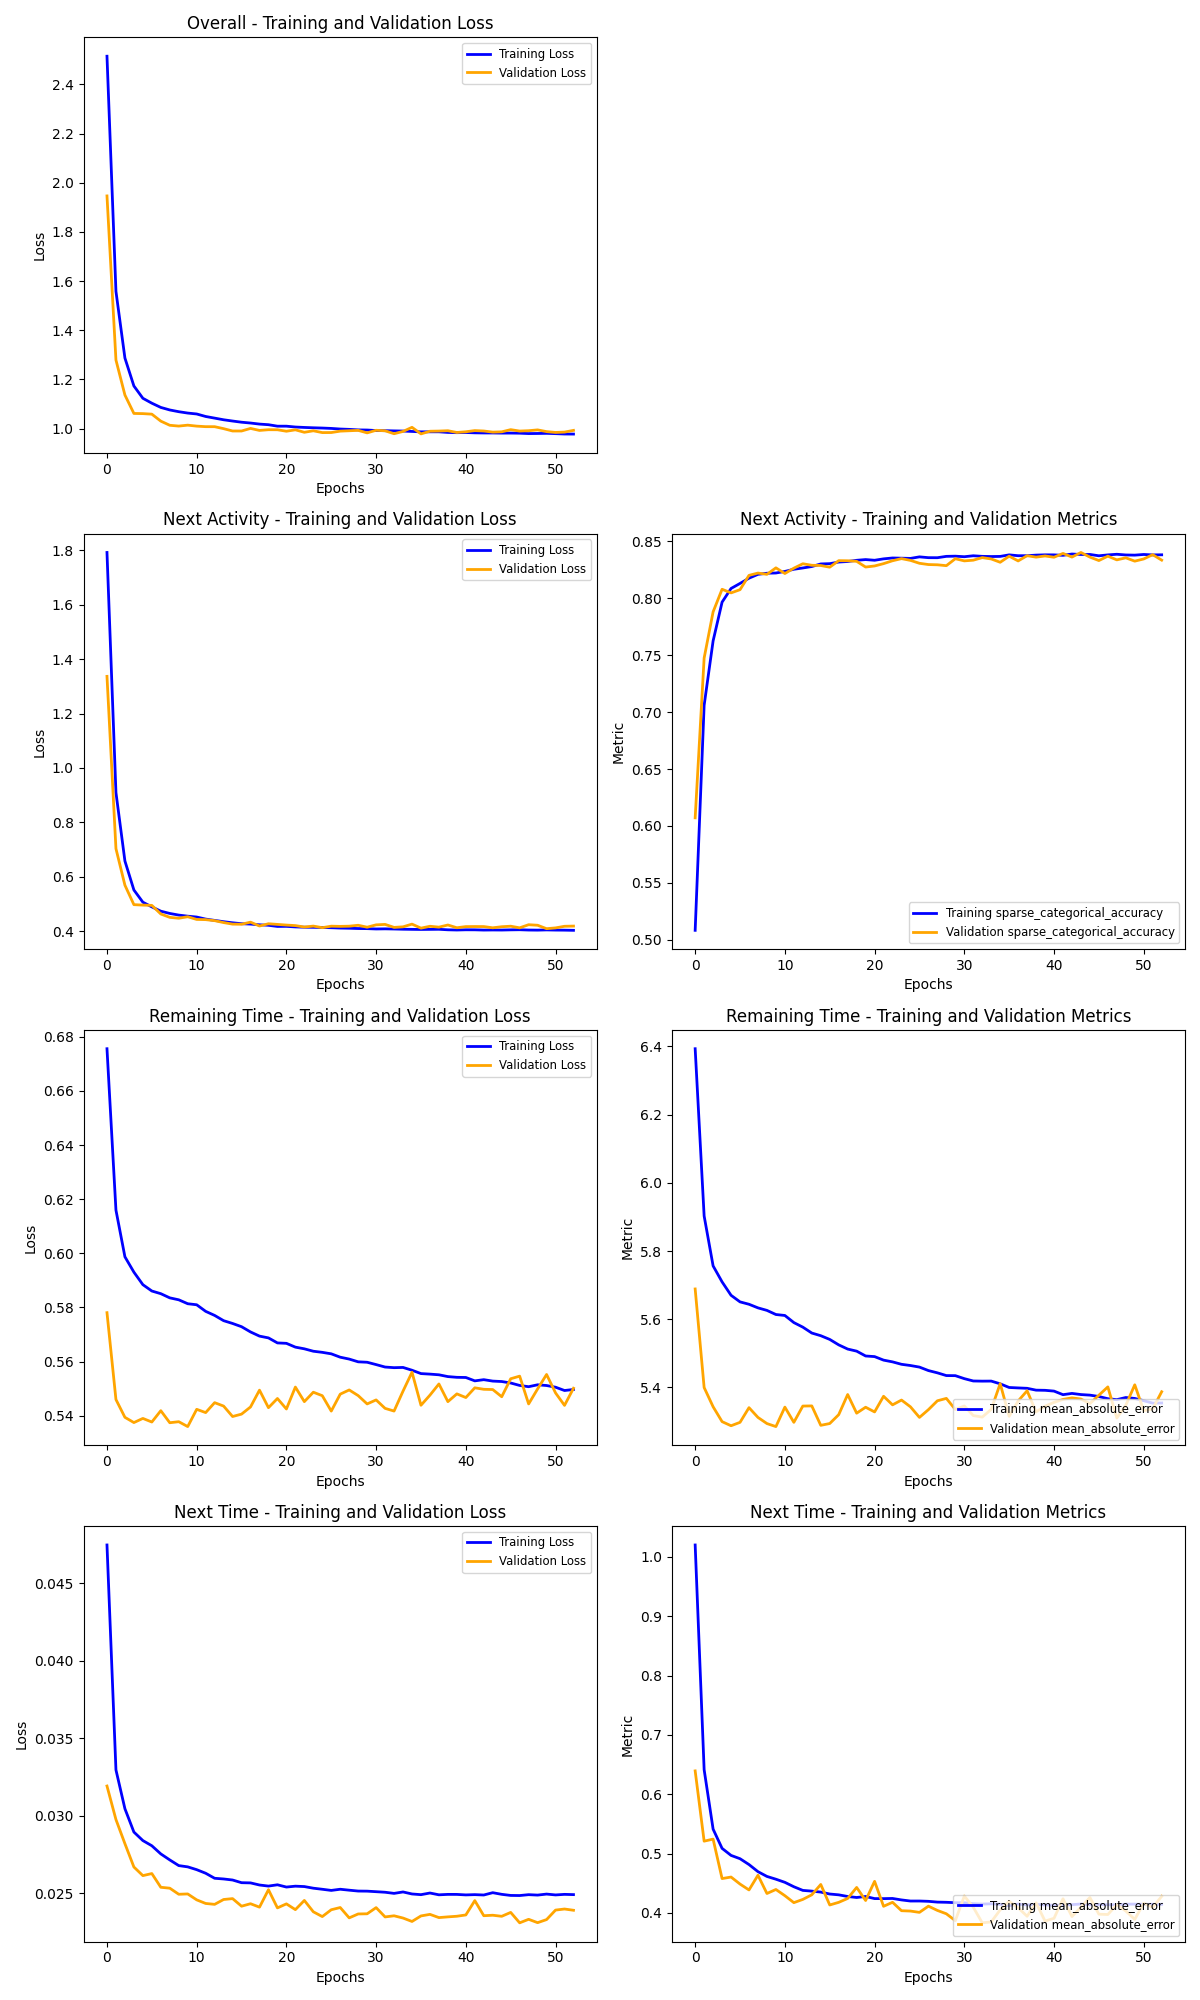 Overall - Training and Validation Loss
Training Loss
Validation Loss
Loss
2.4
2.2
2.0
1.8
1.6
1.4
1.2
1.0
0 10 20 30 40 50
Epochs
Next Activity - Training and Validation Loss
Training Loss
Validation Loss
Loss
1.8
1.6
1.4
1.2
1.0
0.8
0.6
0.4
0 10 20 30 40 50
Epochs
Next Activity - Training and Validation Metrics
Metric
0.85
0.80
0.75
0.70
0.65
0.60
0.55
0.50
Training sparse_categorical_accuracy
Validation sparse_categorical_accuracy
0 10 20 30 40 50
Epochs
Remaining Time - Training and Validation Loss
Training Loss
Validation Loss
Loss
0.68
0.66
0.64
0.62
0.60
0.58
0.56
0.54
0 10 20 30 40 50
Epochs
Remaining Time - Training and Validation Metrics
Metric
6.4
6.2
6.0
5.8
5.6
5.4
Training mean_absolute_error
Validation mean_absolute_error
0 10 20 30 40 50
Epochs
Next Time - Training and Validation Loss
Training Loss
Validation Loss
Loss
0.045
0.040
0.035
0.030
0.025
0 10 20 30 40 50
Epochs
Next Time - Training and Validation Metrics
Metric
1.0
0.9
0.8
0.7
0.6
0.5
0.4
Training mean_absolute_error
Validation mean_absolute_error
0 10 20 30 40 50
Epochs